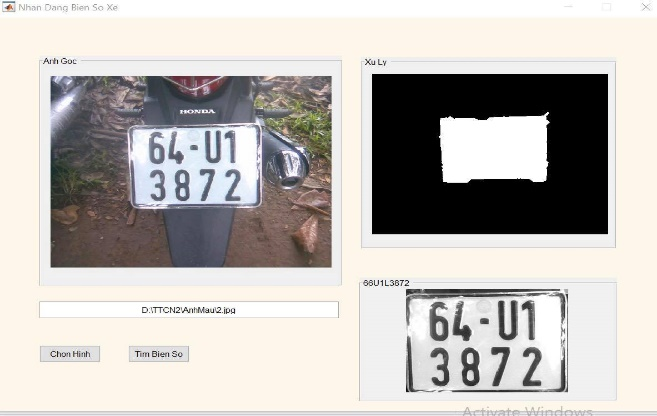 Nhan Dang Bien So Xe
Anh Goc
HONDA
64-U1
3872
D:\TTCN2\AnhMau\2.jpg
Chon Hinh
Tim Bien So
Xu Ly
66U1L3872
64-U1
3872
Activate Windows